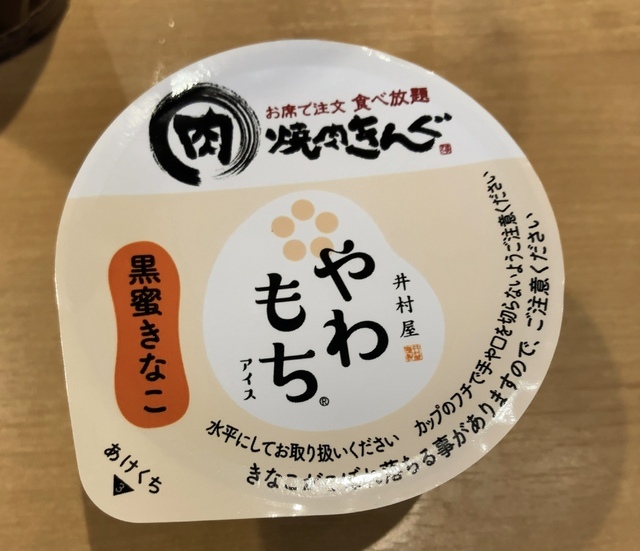 肉
お席で注文 食べ放題
焼肉きんぐ
井村屋
やわ
もち®
アイス
黒蜜きなこ
水平にしてお取り扱いください
カップのフチで手や口を切らないようご注意ください
きなこがこぼれ落ちる事がありますので、ご注意ください
あけくち